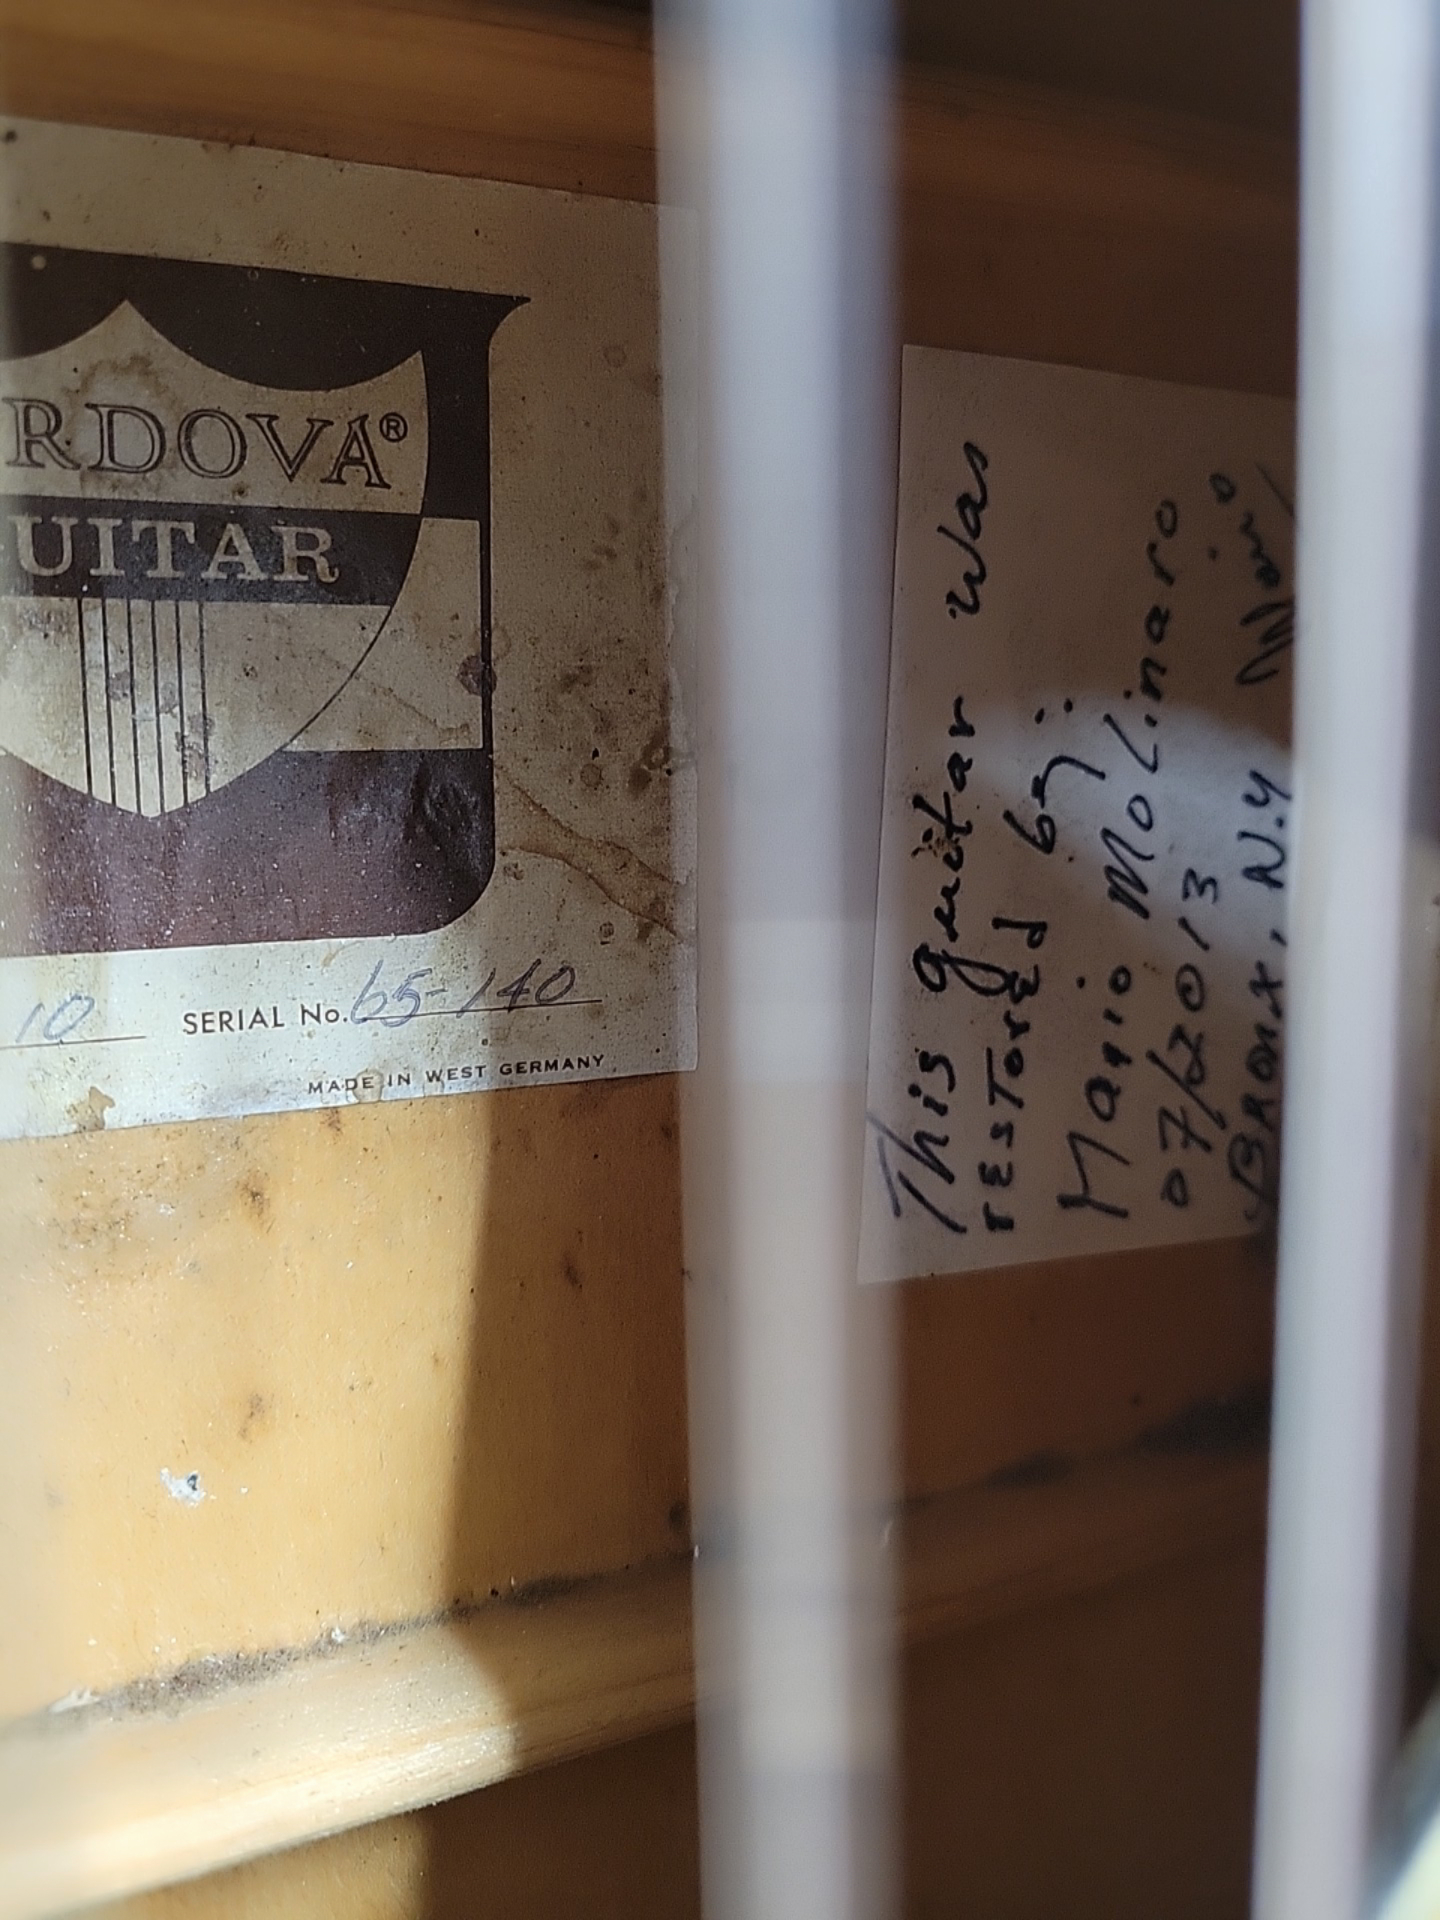 RDOVA®
UITAR
10 SERIAL No. 65-140
MADE IN WEST GERMANY
This guitar was
rEsTorEd by:
Mario Molinaro
07/2013
Bronx, N.Y